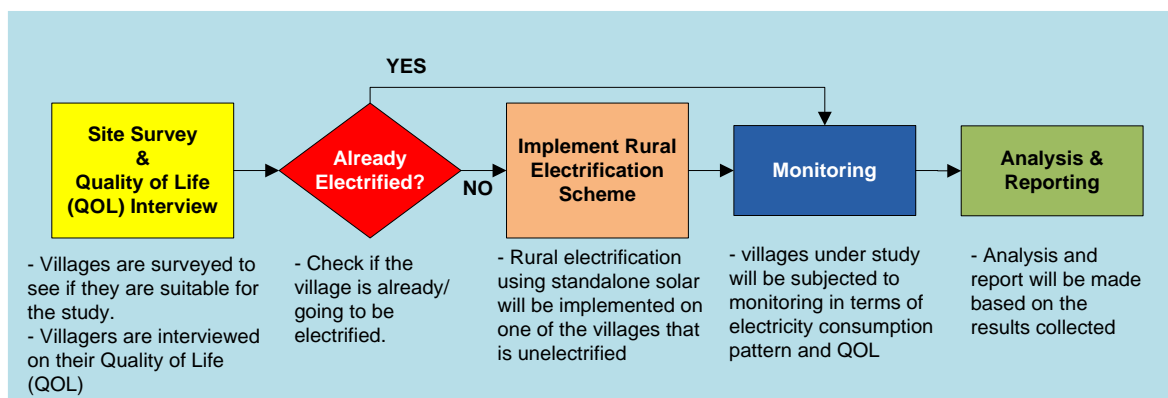 YES
Site Survey
&
Quality of Life
(QOL) Interview
Already
Electrified?
NO
Implement Rural
Electrification
Scheme
Monitoring
Analysis &
Reporting
- Villages are surveyed to
see if they are suitable for
the study.
- Villagers are interviewed
on their Quality of Life
(QOL)
- Check if the
village is already/
going to be
electrified.
- Rural electrification
using standalone solar
will be implemented on
one of the villages that
is unelectrified
- villages under study
will be subjected to
monitoring in terms of
electricity consumption
pattern and QOL
- Analysis and
report will be made
based on the
results collected